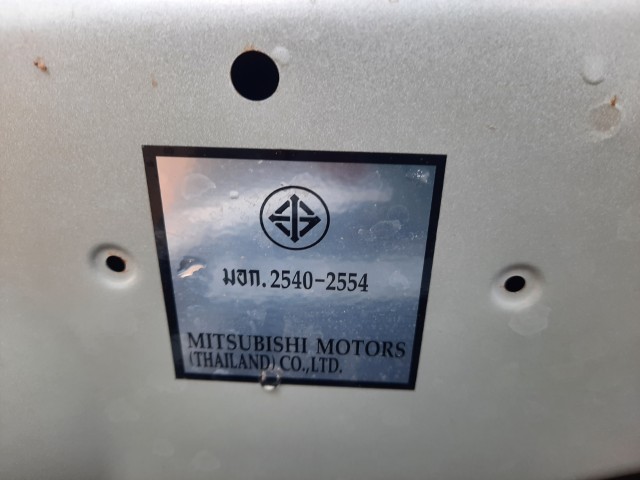 มอก. 2540-2554
MITSUBISHI MOTORS
(THAILAND) CO.,LTD.